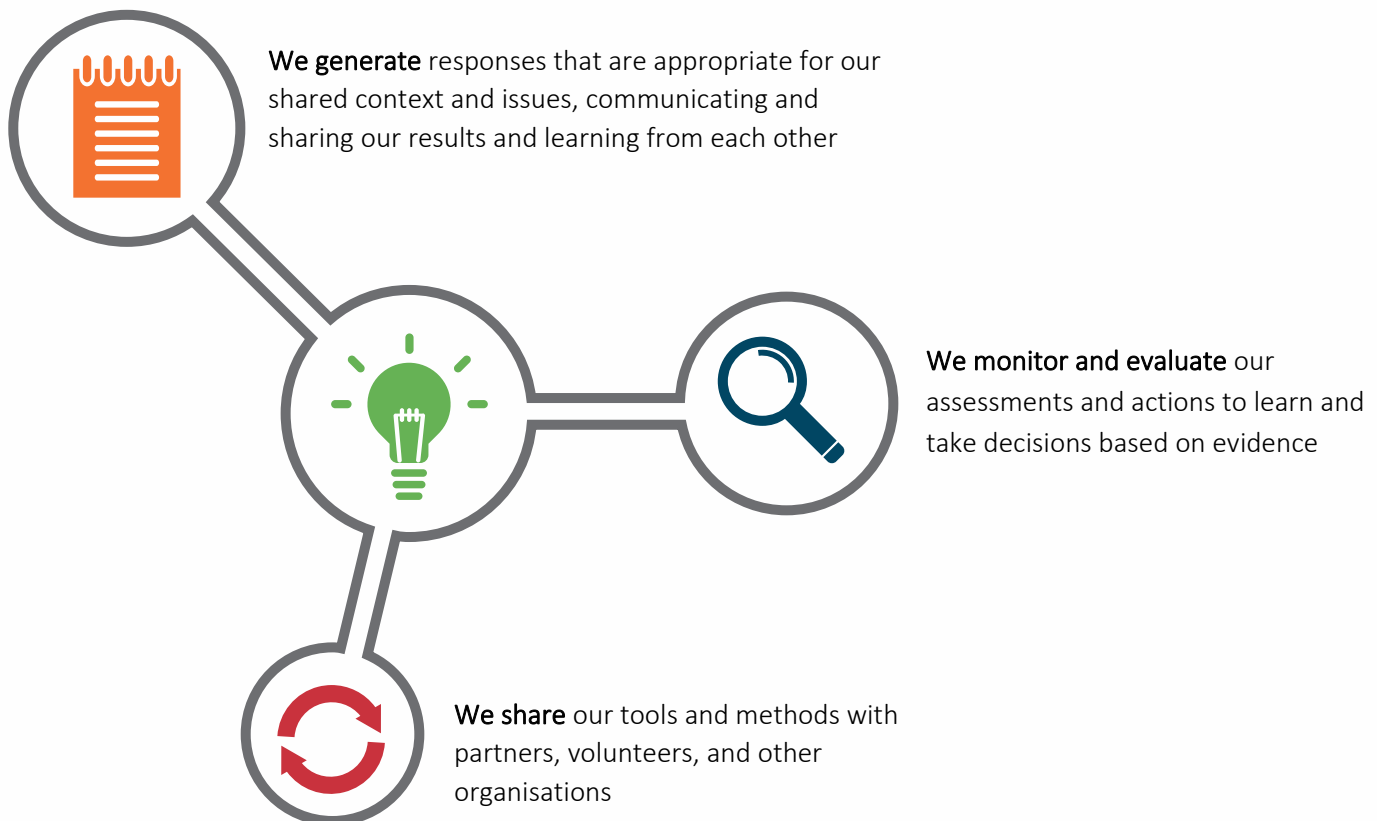 We generate responses that are appropriate for our
shared context and issues, communicating and
sharing our results and learning from each other
We monitor and evaluate our
assessments and actions to learn and
take decisions based on evidence
We share our tools and methods with
partners, volunteers, and other
organisations